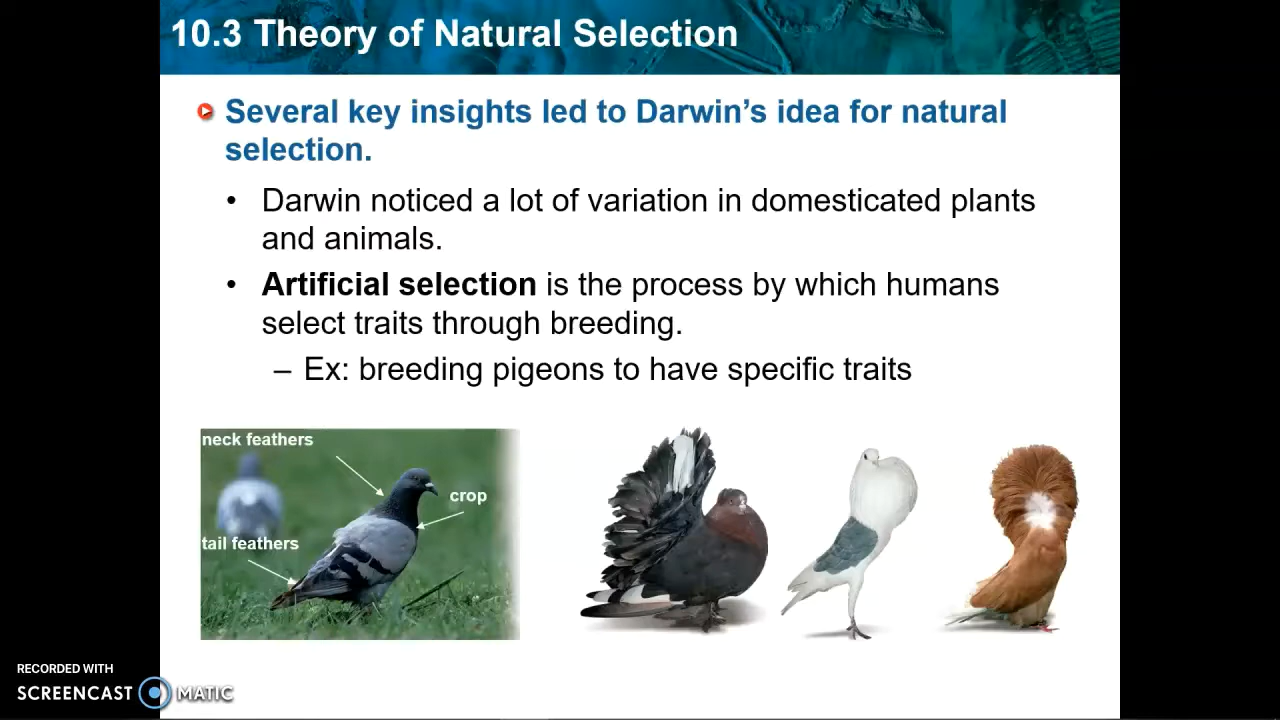 10.3 Theory of Natural Selection
Several key insights led to Darwin’s idea for natural
selection.
• Darwin noticed a lot of variation in domesticated plants
and animals.
• Artificial selection is the process by which humans
select traits through breeding.
– Ex: breeding pigeons to have specific traits
neck feathers
crop
tail feathers
RECORDED WITH
SCREENCAST MATIC